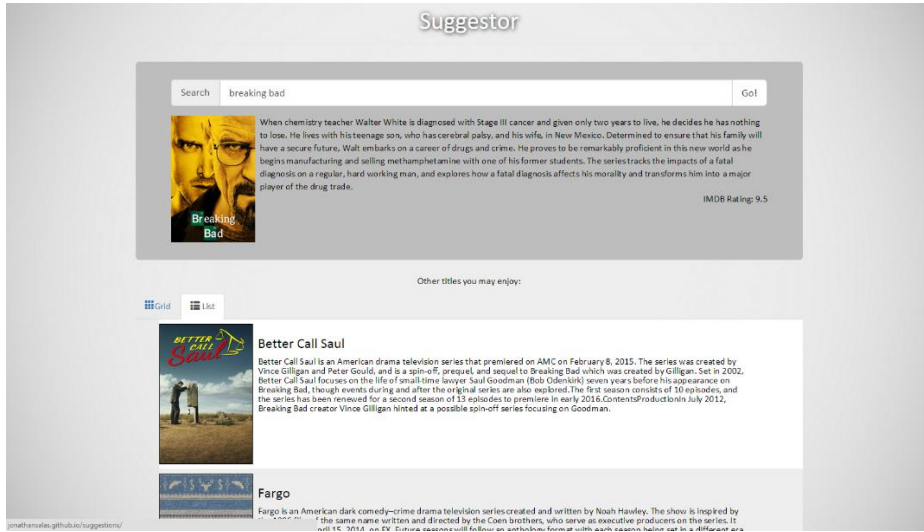 Suggestor
Search breaking bad Go!
When chemistry teacher Walter White is diagnosed with Stage III cancer and given only two years to live, he decides he has nothing
to lose. He lives with his teenage son, who has cerebral palsy, and his wife, in New Mexico. Determined to ensure that his family will
have a secure future, Walt embarks on a career of drugs and crime. He proves to be remarkably proficient in this new world as he
begins manufacturing and selling methamphetamine with one of his former students. The series tracks the impacts of a fatal
diagnosis on a regular, hard working man, and explores how a fatal diagnosis affects his morality and transforms him into a major
player of the drug trade.
IMDB Rating: 9.5
Breaking
Bad
Other titles you may enjoy:
Grid List
BETTER
CALL
Saul
Better Call Saul
Better Call Saul is an American drama television series that premiered on AMC on February 8, 2015. The series was created by
Vince Gilligan and Peter Gould, and is a spin-off, prequel, and sequel to Breaking Bad which was created by Gilligan. Set in 2002,
Better Call Saul focuses on the life of small-time lawyer Saul Goodman (Bob Odenkirk) seven years before his appearance on
Breaking Bad, though events during and after the original series are also explored.The first season consists of 10 episodes, and
the series has been renewed for a second season of 13 episodes to premiere in early 2016.ContentsProductionIn July 2012,
Breaking Bad creator Vince Gilligan hinted at a possible spin-off series focusing on Goodman.
Fargo
Fargo is an American dark comedy–crime drama television series created and written by Noah Hawley. The show is inspired by
the same name written and directed by the Coen brothers, who serve as executive producers on the series. It
April 15, 2014, on FX. Future seasons will follow an anthology format with each season being set in a different era
jonathansalas.github.io/suggestions/